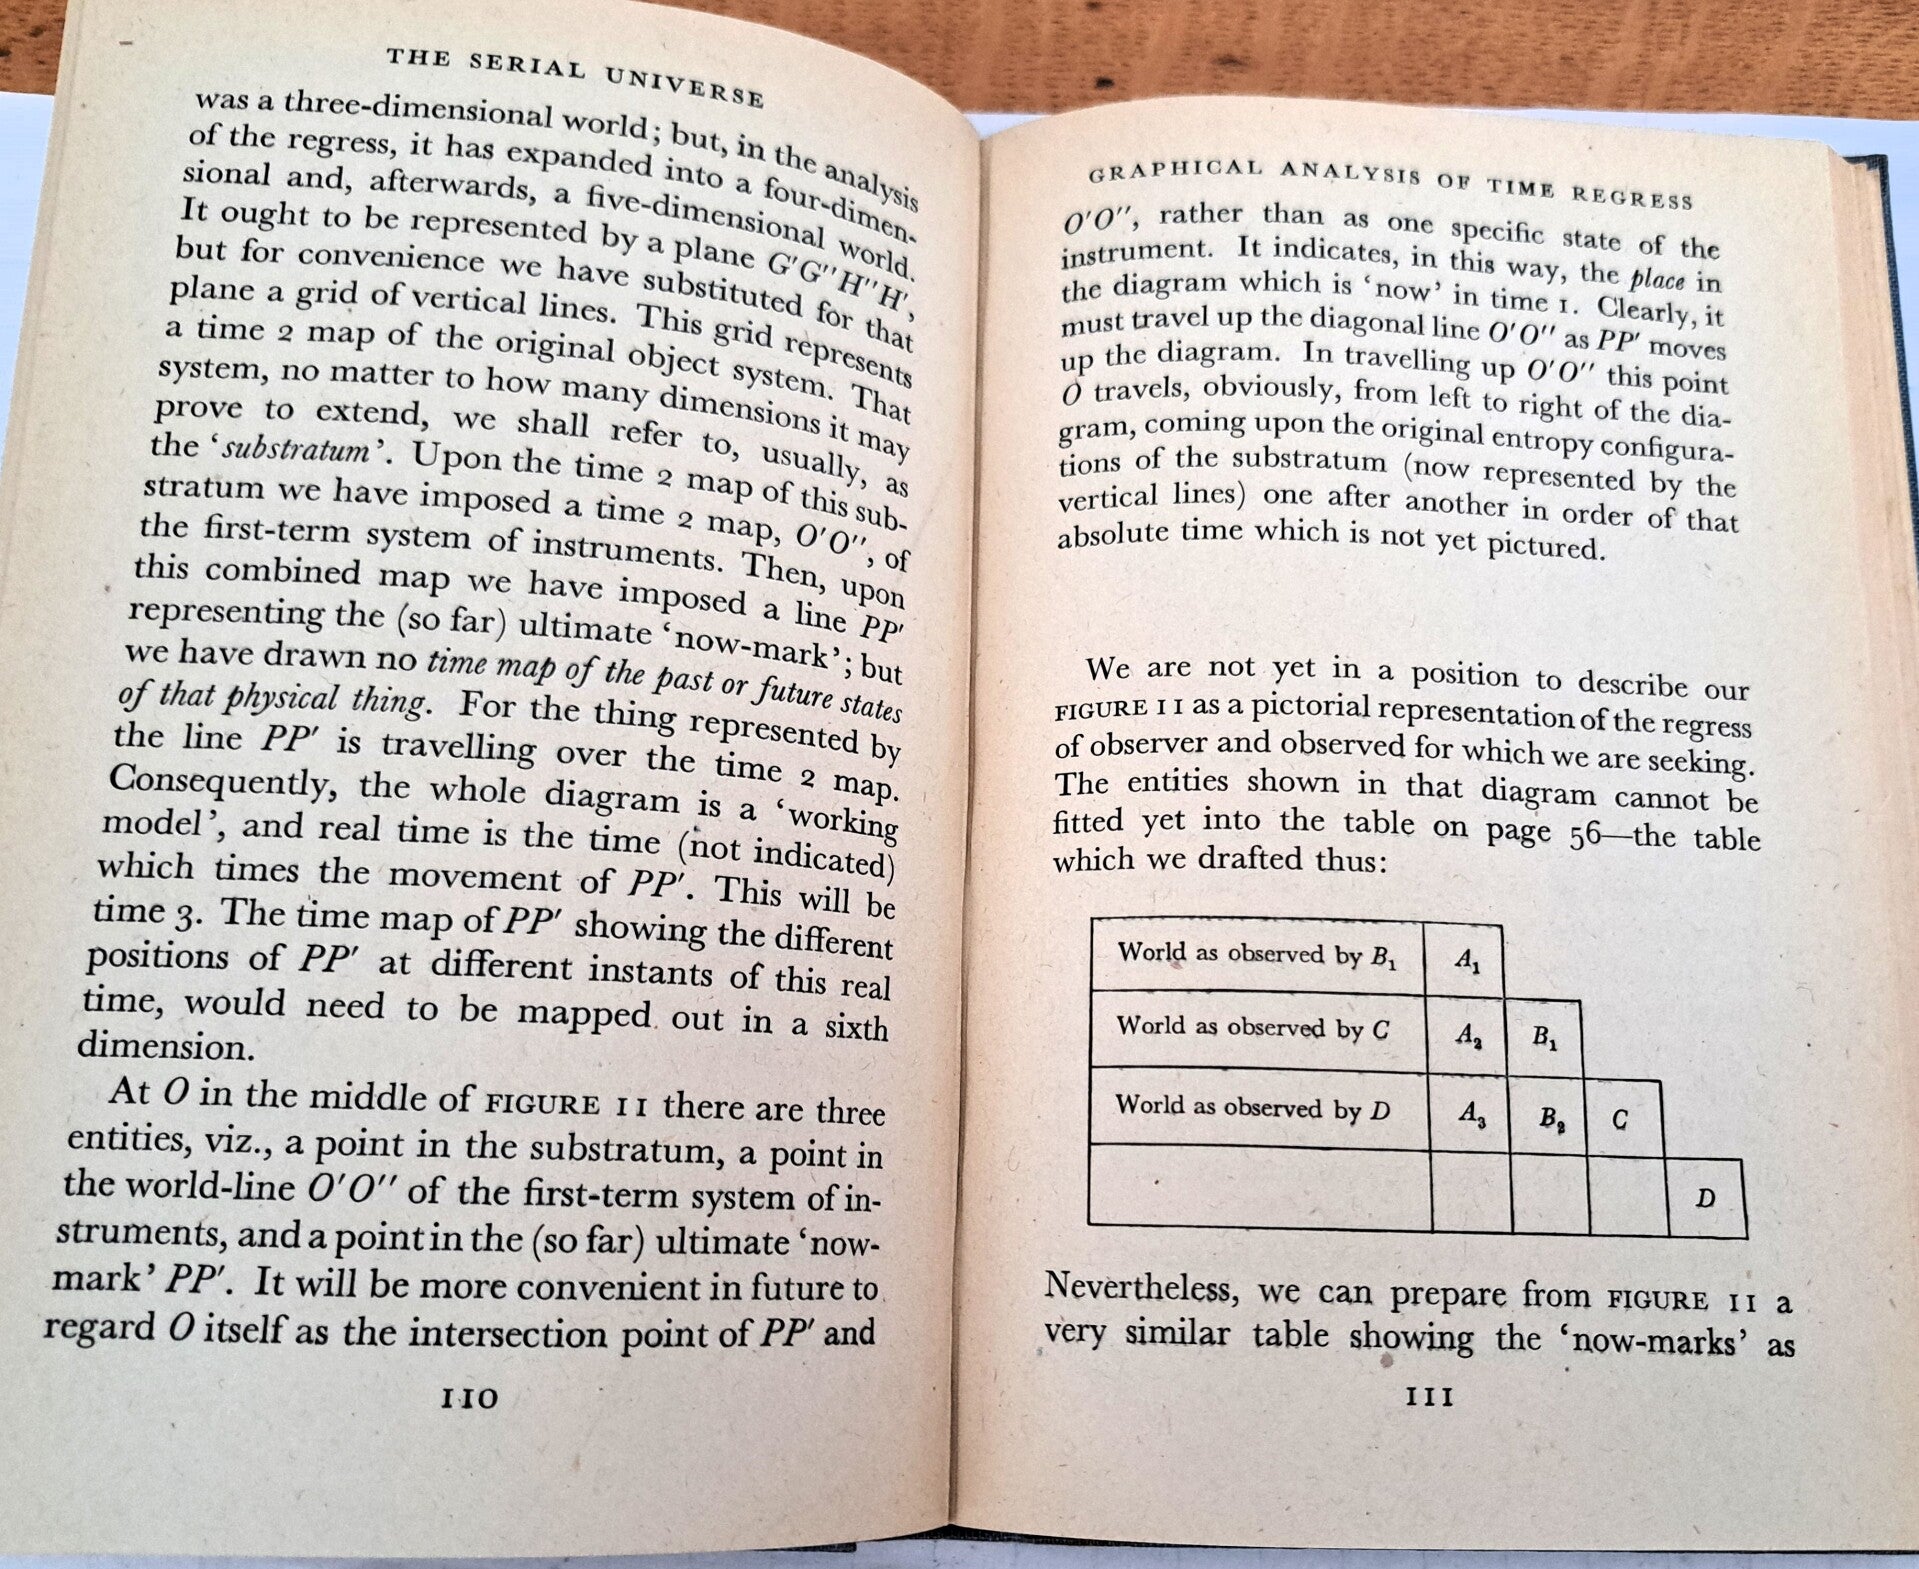 THE SERIAL UNIVERSE
was a three-dimensional world; but, in the analysis
of the regress, it has expanded into a four-dimen-
sional and, afterwards, a five-dimensional world.
It ought to be represented by a plane G′G″H″H′,
but for convenience we have substituted for that
plane a grid of vertical lines. This grid represents
a time 2 map of the original object system. That
system, no matter to how many dimensions it may
prove to extend, we shall refer to, usually, as
the ‘substratum’. Upon the time 2 map of this sub-
stratum we have imposed a time 2 map, O′O″, of
the first-term system of instruments. Then, upon
this combined map we have imposed a line PP′
representing the (so far) ultimate ‘now-mark’; but
we have drawn no time map of the past or future states
of that physical thing. For the thing represented by
the line PP′ is travelling over the time 2 map.
Consequently, the whole diagram is a ‘working
model’, and real time is the time (not indicated)
which times the movement of PP′. This will be
time 3. The time map of PP′ showing the different
positions of PP′ at different instants of this real
time, would need to be mapped out in a sixth
dimension.
At O in the middle of FIGURE 11 there are three
entities, viz., a point in the substratum, a point in
the world-line O′O″ of the first-term system of in-
struments, and a point in the (so far) ultimate ‘now-
mark’ PP′. It will be more convenient in future to
regard O itself as the intersection point of PP′ and
110
GRAPHICAL ANALYSIS OF TIME REGRESS
O′O″, rather than as one specific state of the
instrument. It indicates, in this way, the place in
the diagram which is ‘now’ in time 1. Clearly, it
must travel up the diagonal line O′O″ as PP′ moves
up the diagram. In travelling up O′O″ this point
O travels, obviously, from left to right of the dia-
gram, coming upon the original entropy configura-
tions of the substratum (now represented by the
vertical lines) one after another in order of that
absolute time which is not yet pictured.
We are not yet in a position to describe our
FIGURE 11 as a pictorial representation of the regress
of observer and observed for which we are seeking.
The entities shown in that diagram cannot be
fitted yet into the table on page 56—the table
which we drafted thus:
World as observed by B₁ A₁
World as observed by C A₂ B₁
World as observed by D A₃ B₂ C
D
Nevertheless, we can prepare from FIGURE 11 a
very similar table showing the ‘now-marks’ as
111